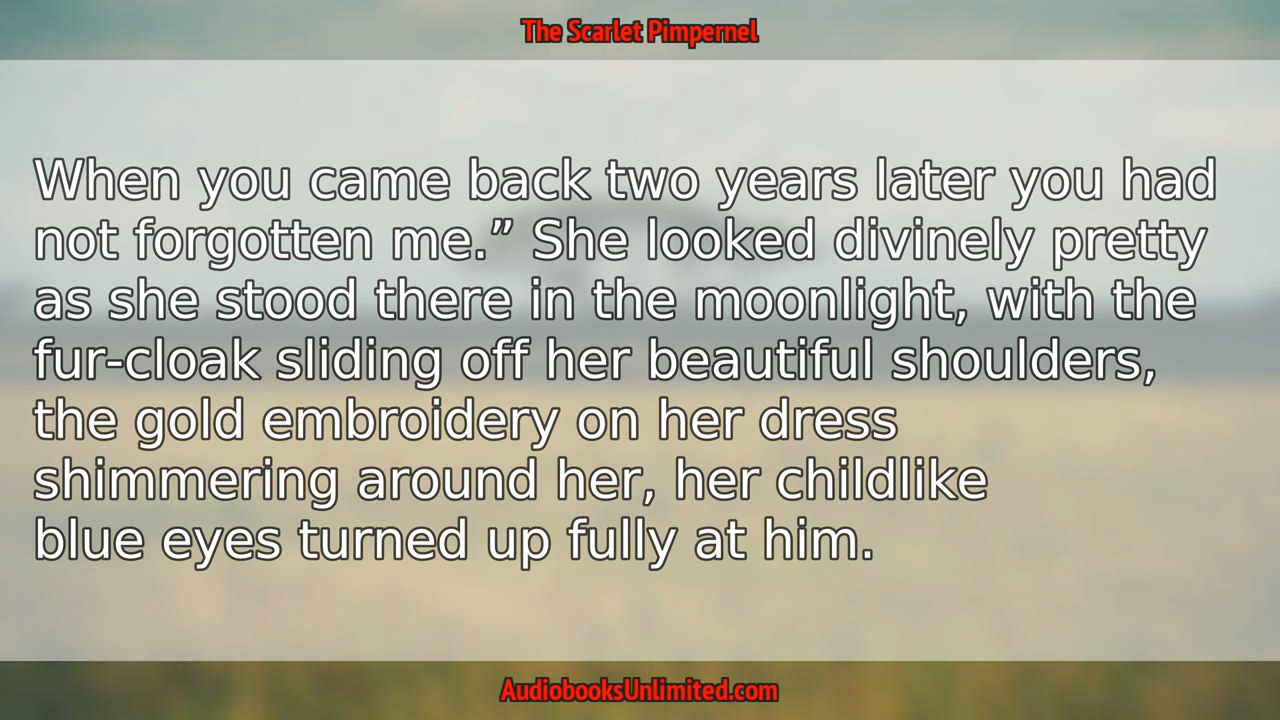 The Scarlet Pimpernel
When you came back two years later you had
not forgotten me.” She looked divinely pretty
as she stood there in the moonlight, with the
fur-cloak sliding off her beautiful shoulders,
the gold embroidery on her dress
shimmering around her, her childlike
blue eyes turned up fully at him.
AudiobooksUnlimited.com